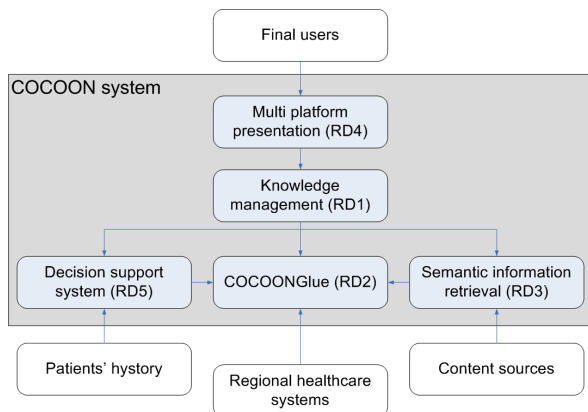 Final users
COCOON system
Multi platform
presentation (RD4)
Knowledge
management (RD1)
Decision support
system (RD5)
COCOONGlue (RD2)
Semantic information
retrieval (RD3)
Patients' hystory
Regional healthcare
systems
Content sources